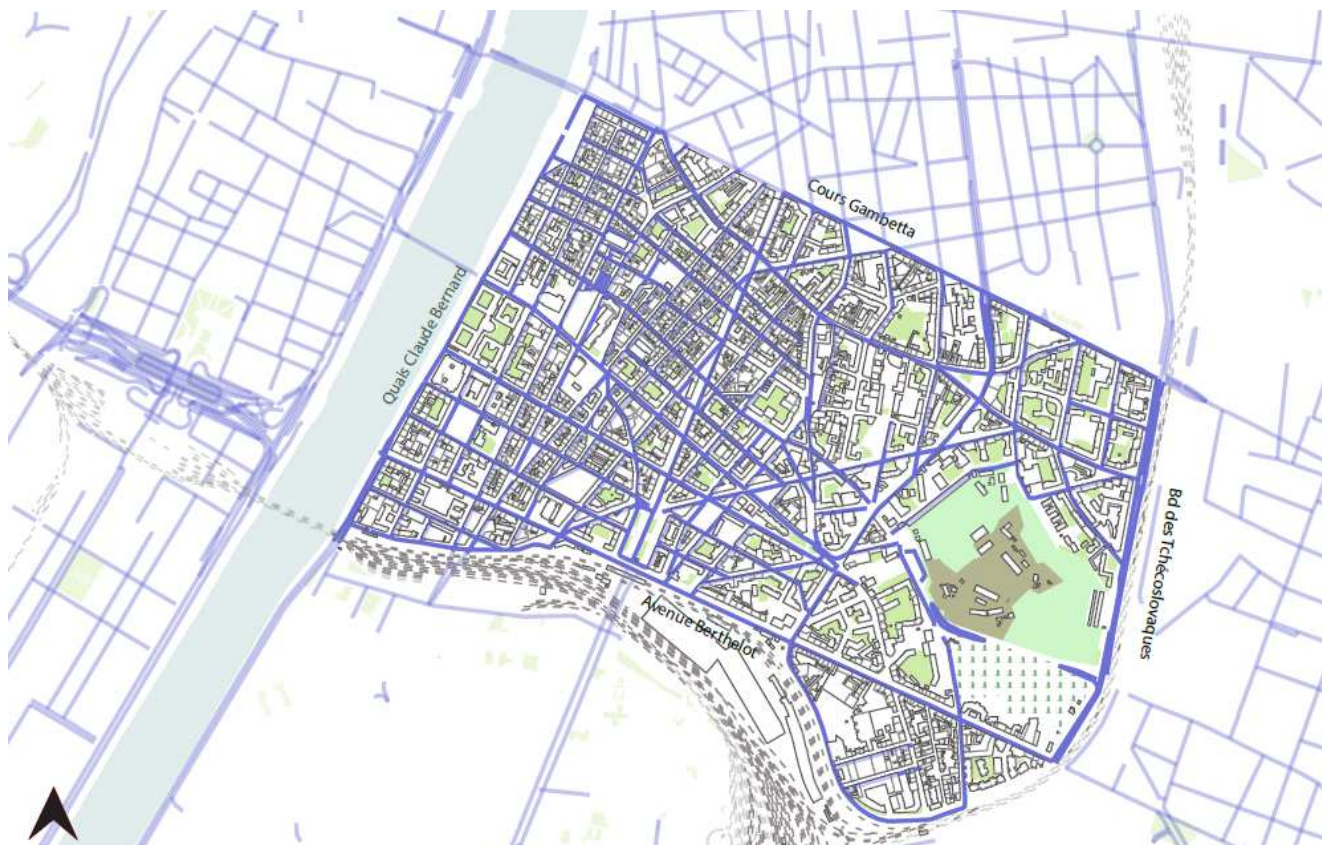 Cours Gambetta
Quais Claude Bernard
Bd des Tchécoslovaques
Avenue Berthelot